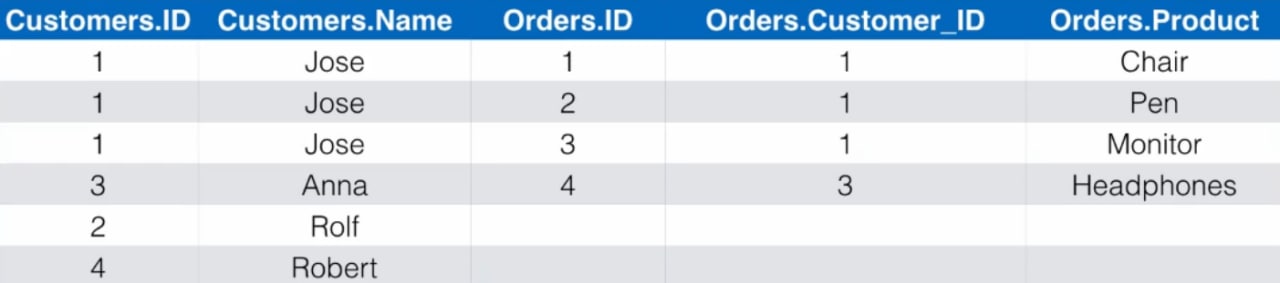 Customers.ID Customers.Name Orders.ID Orders.Customer_ID Orders.Product
1 Jose 1 1 Chair
1 Jose 2 1 Pen
1 Jose 3 1 Monitor
3 Anna 4 3 Headphones
2 Rolf
4 Robert